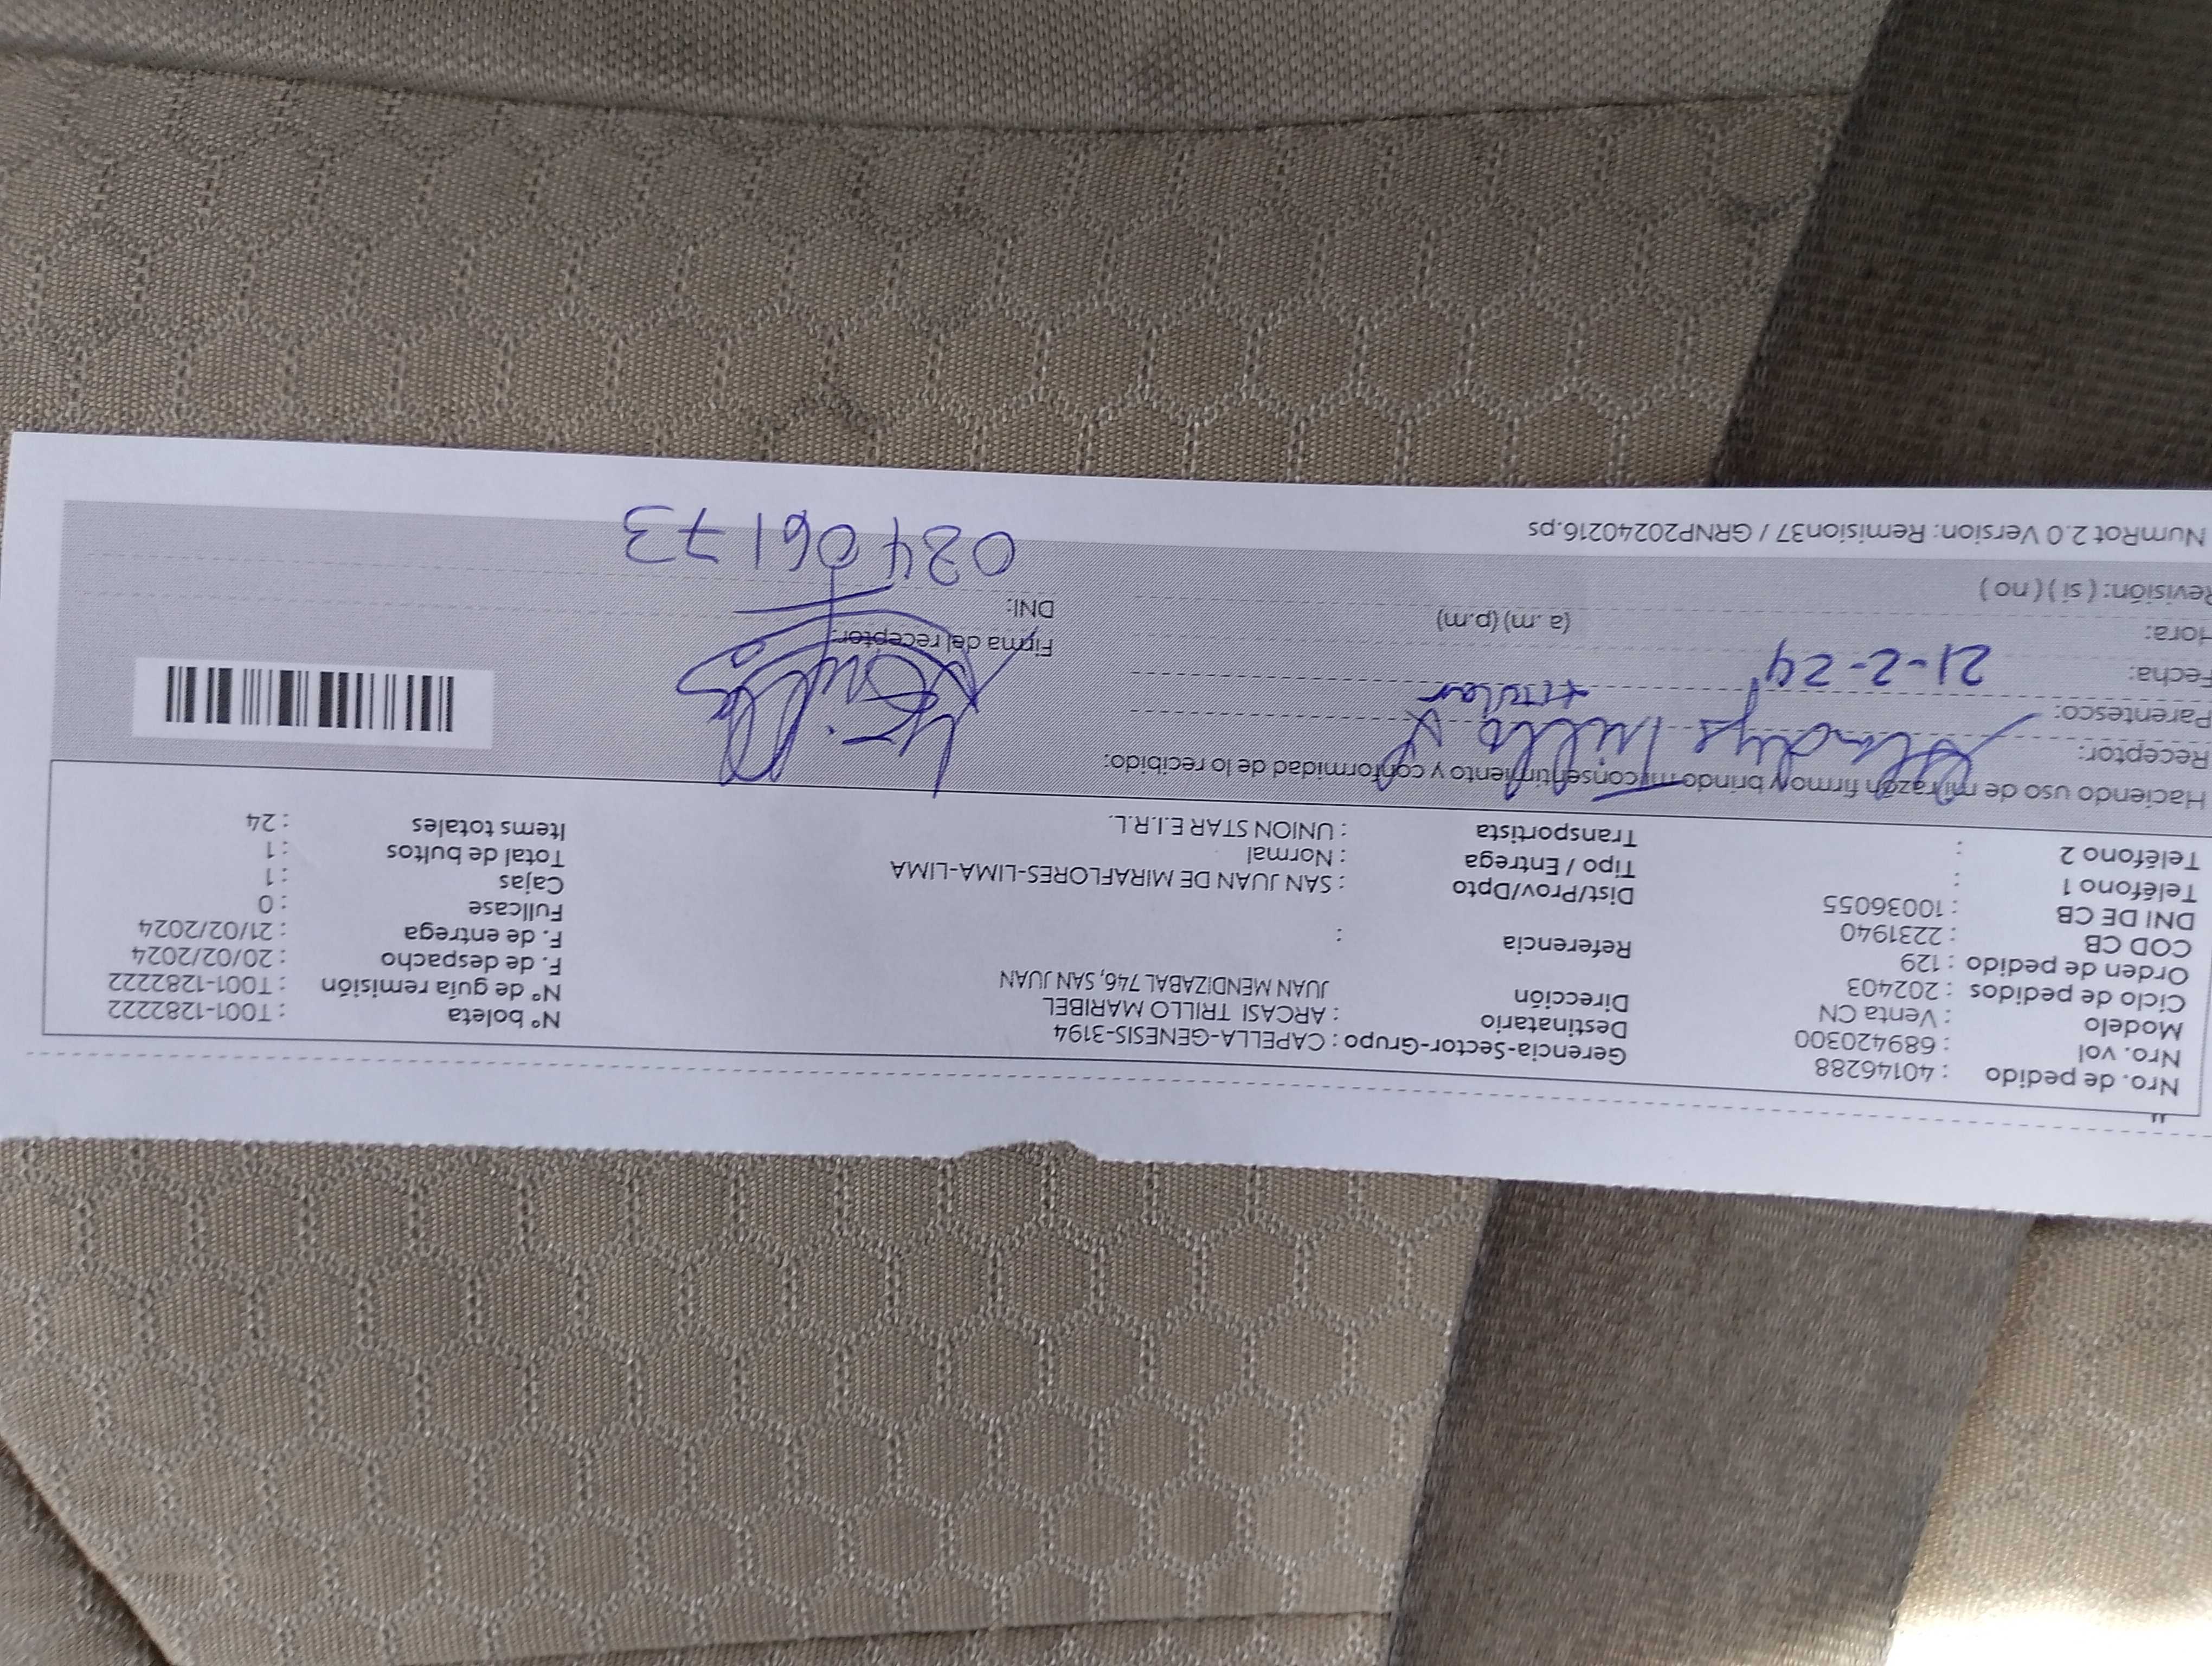 Nro. de pedido : 40146288
Nro. vol : 689420300
Modelo : Venta CN
Ciclo de pedidos : 202403
Orden de pedido : 129
COD CB : 2231940
DNI DE CB : 10036055
Teléfono 1 :
Teléfono 2 :
Gerencia-Sector-Grupo : CAPELLA-GENESIS-3194
Destinatario : ARCASI TRILLO MARIBEL
Dirección JUAN MENDIZABAL 746, SAN JUAN
Referencia :
Dist/Prov/Dpto : SAN JUAN DE MIRAFLORES-LIMA-LIMA
Tipo / Entrega : Normal
Transportista : UNION STAR E.I.R.L.
N° boleta : T001-1282222
N° de guía remisión : T001-1282222
F. de despacho : 20/02/2024
F. de entrega : 21/02/2024
Fullcase : 0
Cajas : 1
Total de bultos : 1
Items totales : 24
Haciendo uso de mi razón firmo y brindo mi consentimiento y conformidad de lo recibido:
Receptor: Trillo
Parentesco: titular
Fecha: 21-2-24
Hora: (a.m) (p.m)
Revisión: ( si ) ( no )
Firma del receptor:
DNI:
NumRot 2.0 Version: Remision37 / GRNP20240216.ps